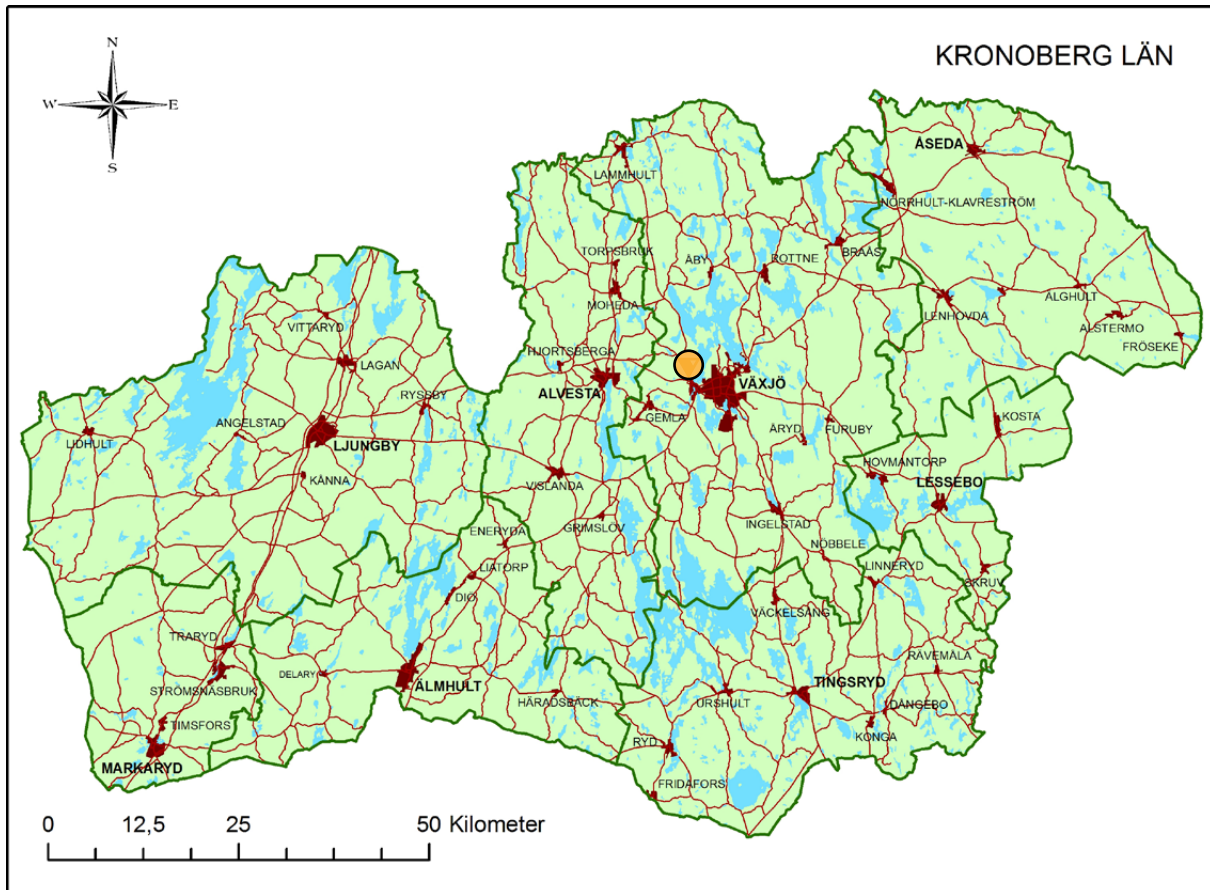 KRONOBERG LÄN
N
W
E
S
ÅSEDA
LAMMHULT
NORRHULT-KLAVRESTRÖM
TORPSBRUK
ÅBY
ROTTNE
BRAÅS
MOHEDA
LENHOVDA
ÄLGHULT
ALSTERMO
FRÖSEKE
VITTARYD
LAGAN
HJORTSBERGA
ALVESTA
VÄXJÖ
RYSSBY
GEMLA
KOSTA
LIDHULT
ANGELSTAD
LJUNGBY
ÅRYD
FURUBY
KÅNNA
VISLANDA
HOVMANTORP
LESSEBO
GRIMSLÖV
INGELSTAD
ENERYDA
NÖBBELE
LIATORP
LINNERYD
SKRUV
DIÖ
VÄCKELSÅNG
TRARYD
DELARY
ÄLMHULT
RÄVEMÅLA
STRÖMSNÄSBRUK
HÄRADSBÄCK
URSHULT
TINGSRYD
DÅNGEBO
TIMSFORS
KONGA
RYD
MARKARYD
FRIDAFORS
0 12,5 25 50 Kilometer